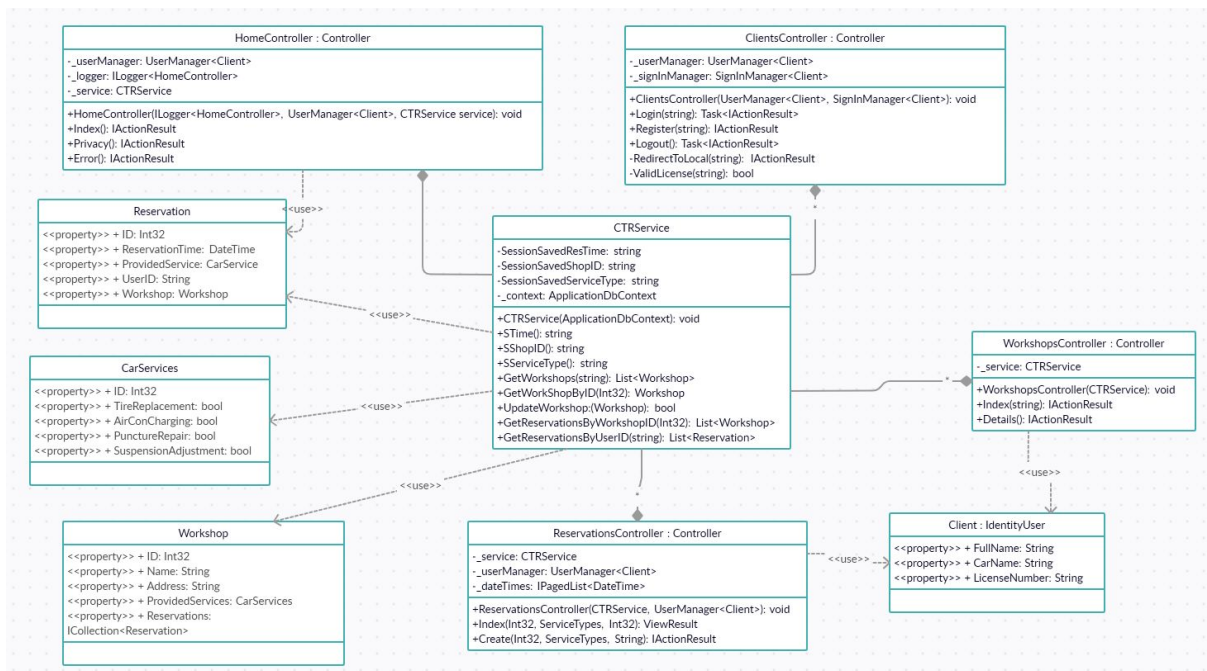 HomeController : Controller
-_userManager: UserManager<Client>
-_logger: ILogger<HomeController>
-_service: CTRService
+HomeController(ILogger<HomeController>, UserManager<Client>, CTRService service): void
+Index(): IActionResult
+Privacy(): IActionResult
+Error(): IActionResult
ClientsController : Controller
-_userManager: UserManager<Client>
-_signInManager: SignInManager<Client>
+ClientsController(UserManager<Client>, SignInManager<Client>): void
+Login(string): Task<IActionResult>
+Register(string): IActionResult
+Logout(): Task<IActionResult>
-RedirectToLocal(string): IActionResult
-ValidLicense(string): bool
<<use>>
*
Reservation
<<property>> + ID: Int32
<<property>> + ReservationTime: DateTime
<<property>> + ProvidedService: CarService
<<property>> + UserID: String
<<property>> + Workshop: Workshop
<<use>>
CTRService
-SessionSavedResTime: string
-SessionSavedShopID: string
-SessionSavedServiceType: string
-_context: ApplicationDbContext
+CTRService(ApplicationDbContext): void
+STime(): string
+SShopID(): string
+SServiceType(): string
+GetWorkshops(string): List<Workshop>
+GetWorkShopByID(Int32): Workshop
+UpdateWorkshop:(Workshop): bool
+GetReservationsByWorkshopID(Int32): List<Workshop>
+GetReservationsByUserID(string): List<Reservation>
WorkshopsController : Controller
-_service: CTRService
+WorkshopsController(CTRService): void
+Index(string): IActionResult
+Details(): IActionResult
*
CarServices
<<property>> + ID: Int32
<<property>> + TireReplacement: bool
<<property>> + AirConCharging: bool
<<property>> + PunctureRepair: bool
<<property>> + SuspensionAdjustment: bool
<<use>>
<<use>>
<<use>>
*
Workshop
<<property>> + ID: Int32
<<property>> + Name: String
<<property>> + Address: String
<<property>> + ProvidedServices: CarServices
<<property>> + Reservations:
ICollection<Reservation>
ReservationsController : Controller
-_service: CTRService
-_userManager: UserManager<Client>
-_dateTimes: IPagedList<DateTime>
+ReservationsController(CTRService, UserManager<Client>): void
+Index(Int32, ServiceTypes, Int32): ViewResult
+Create(Int32, ServiceTypes, String): IActionResult
<<use>>
Client : IdentityUser
<<property>> + FullName: String
<<property>> + CarName: String
<<property>> + LicenseNumber: String